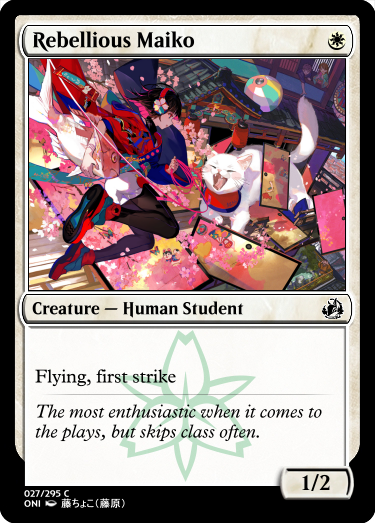 Rebellious Maiko
Creature — Human Student
Flying, first strike
The most enthusiastic when it comes to
the plays, but skips class often.
1/2
027/295 C
ONI 藤ちょこ(藤原)